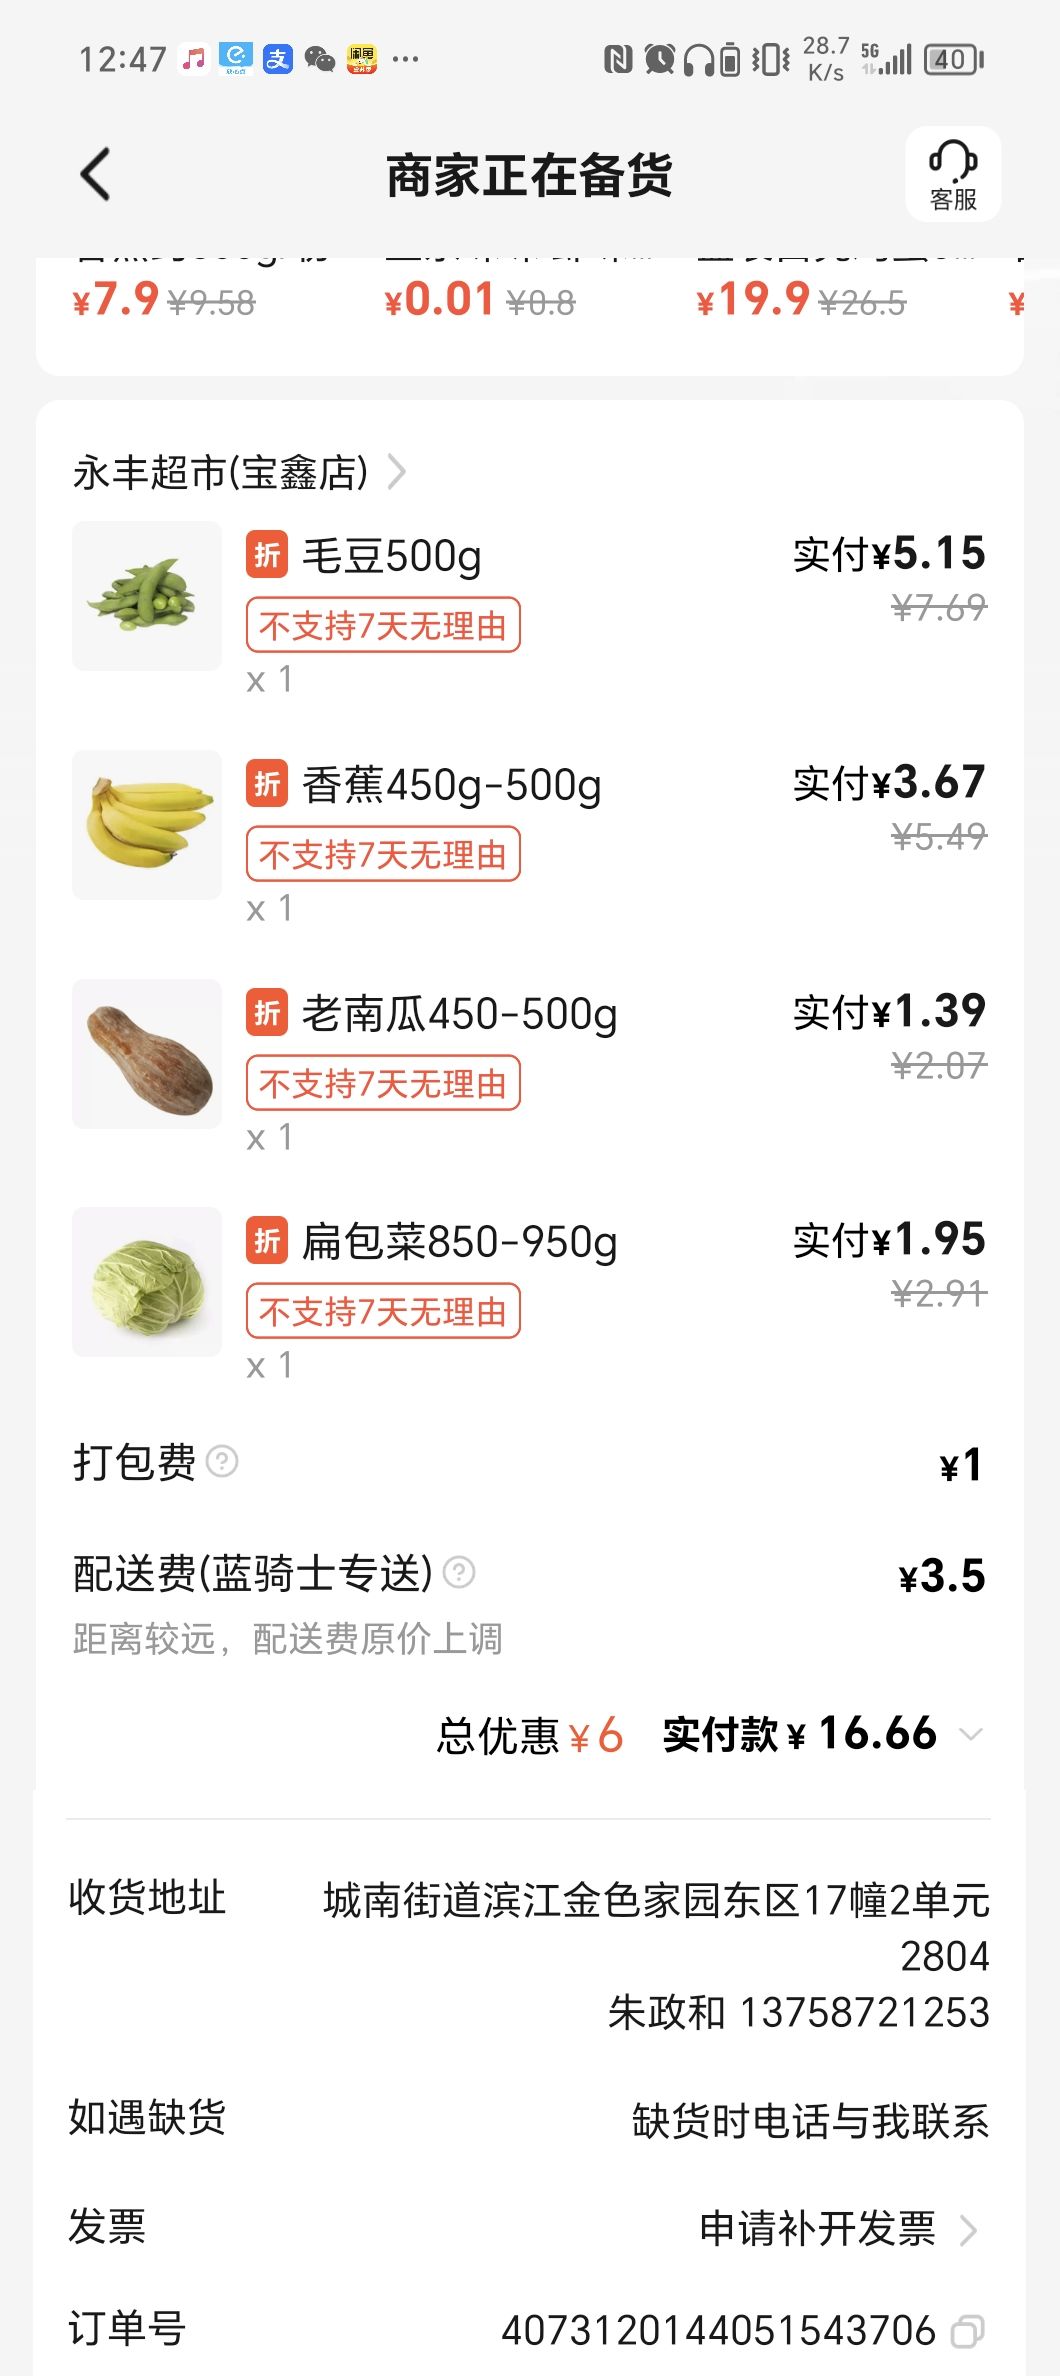 12:47
28.7 K/s
5G
40
商家正在备货
客服
¥7.9 ¥9.58
¥0.01 ¥0.8
¥19.9 ¥26.5
¥
永丰超市(宝鑫店)
折 毛豆500g 实付¥5.15
¥7.69
不支持7天无理由
x 1
折 香蕉450g-500g 实付¥3.67
¥5.49
不支持7天无理由
x 1
折 老南瓜450-500g 实付¥1.39
¥2.07
不支持7天无理由
x 1
折 扁包菜850-950g 实付¥1.95
¥2.91
不支持7天无理由
x 1
打包费 ¥1
配送费(蓝骑士专送) ¥3.5
距离较远，配送费原价上调
总优惠¥6 实付款¥16.66
收货地址 城南街道滨江金色家园东区17幢2单元
2804
朱政和 13758721253
如遇缺货 缺货时电话与我联系
发票 申请补开发票
订单号 4073120144051543706